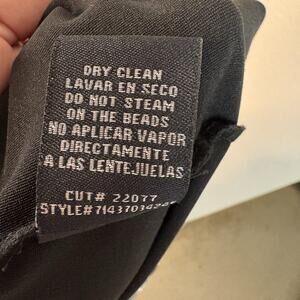 DRY CLEAN
LAVAR EN SECO
DO NOT STEAM
ON THE BEADS
NO APLICAR VAPOR
DIRECTAMENTE
A LAS LENTEJUELAS
CUT# 22077